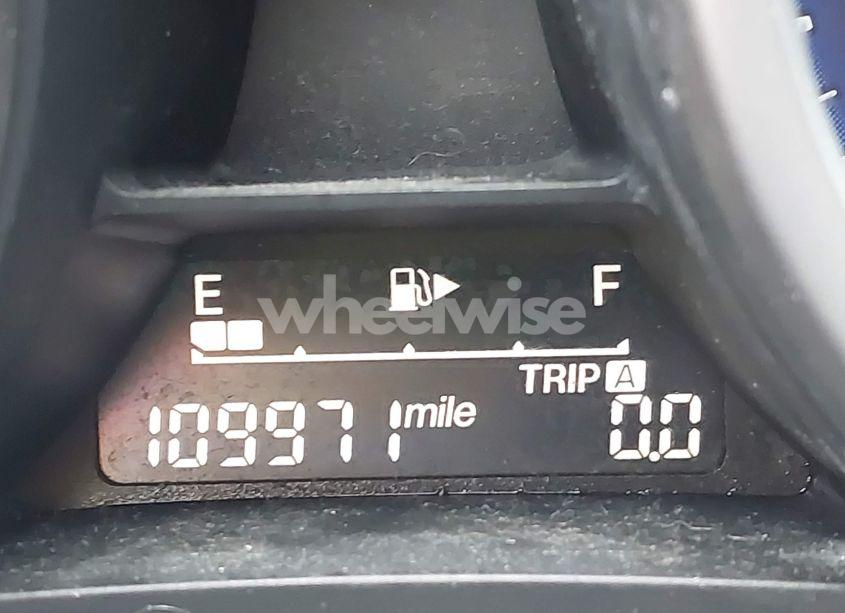 E F
wheelwise
TRIP A
109971 mile 0.0